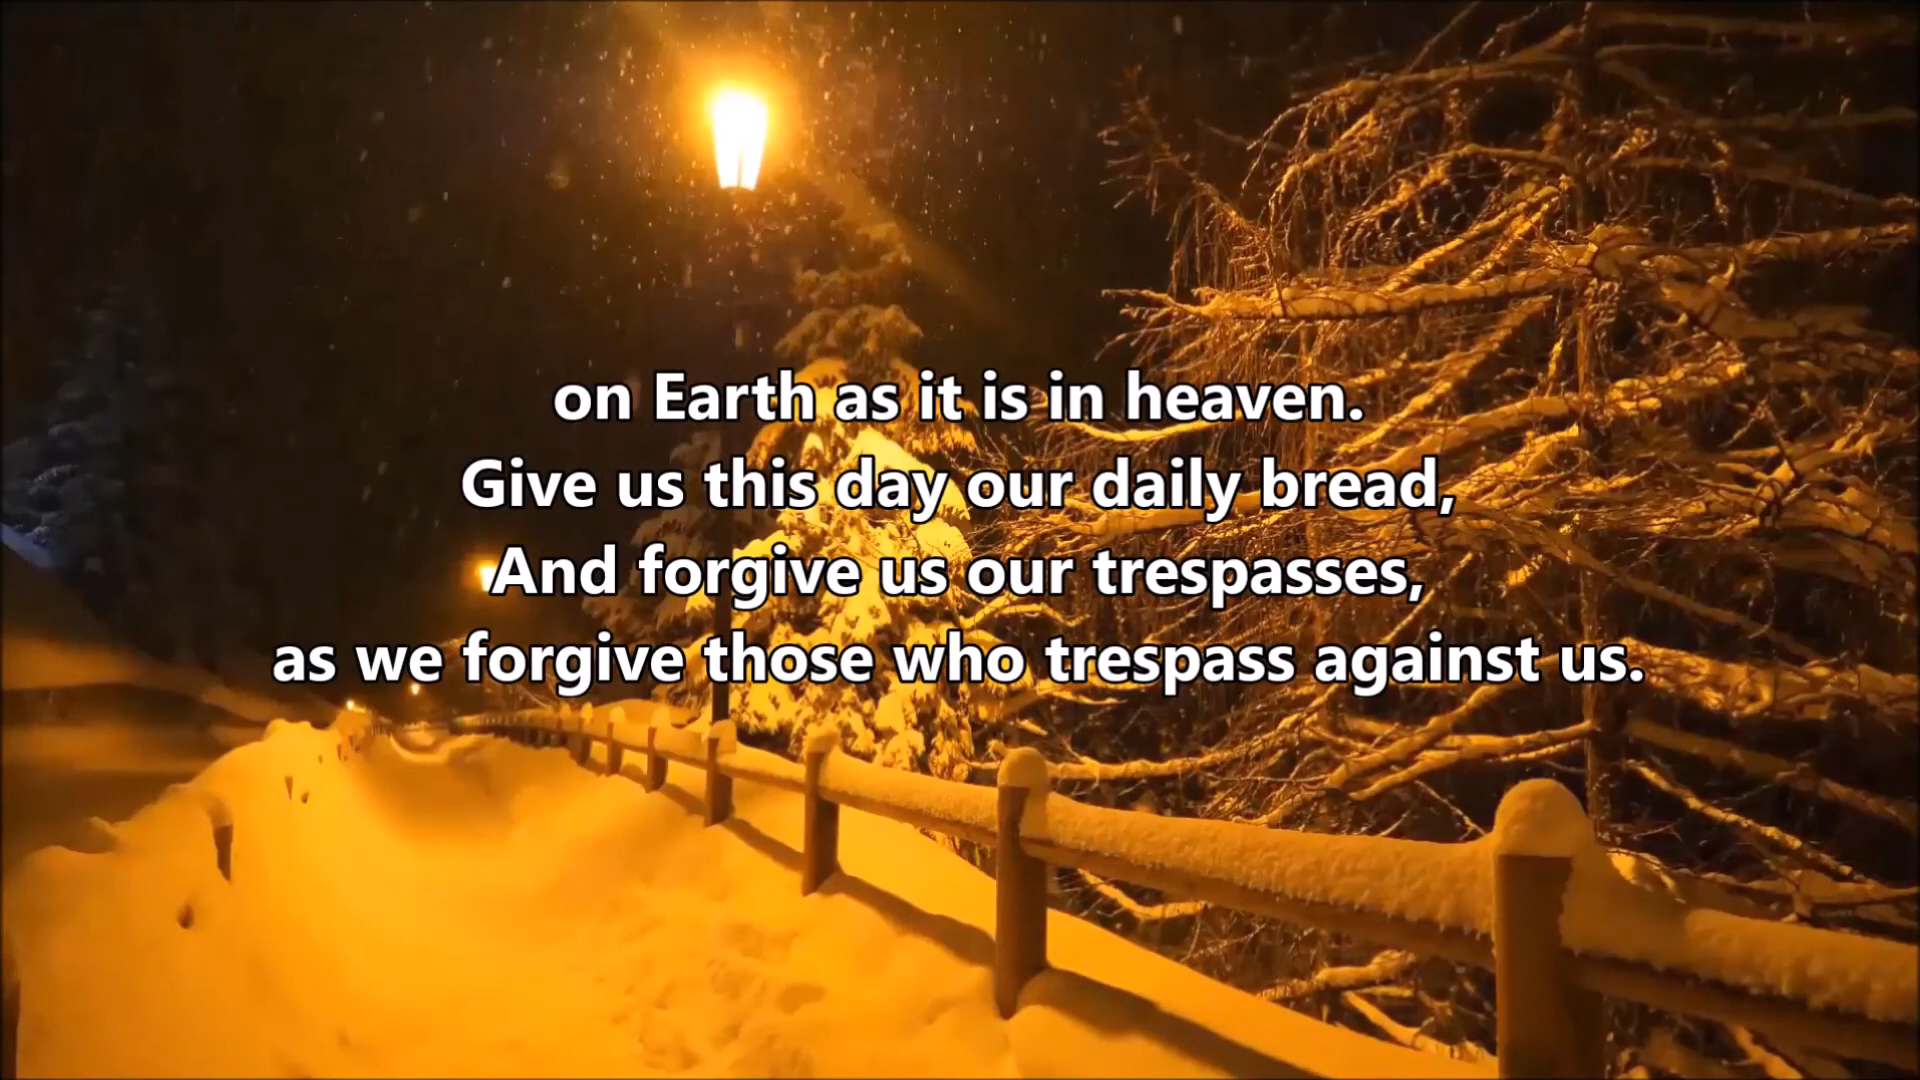 on Earth as it is in heaven.
Give us this day our daily bread,
And forgive us our trespasses,
as we forgive those who trespass against us.